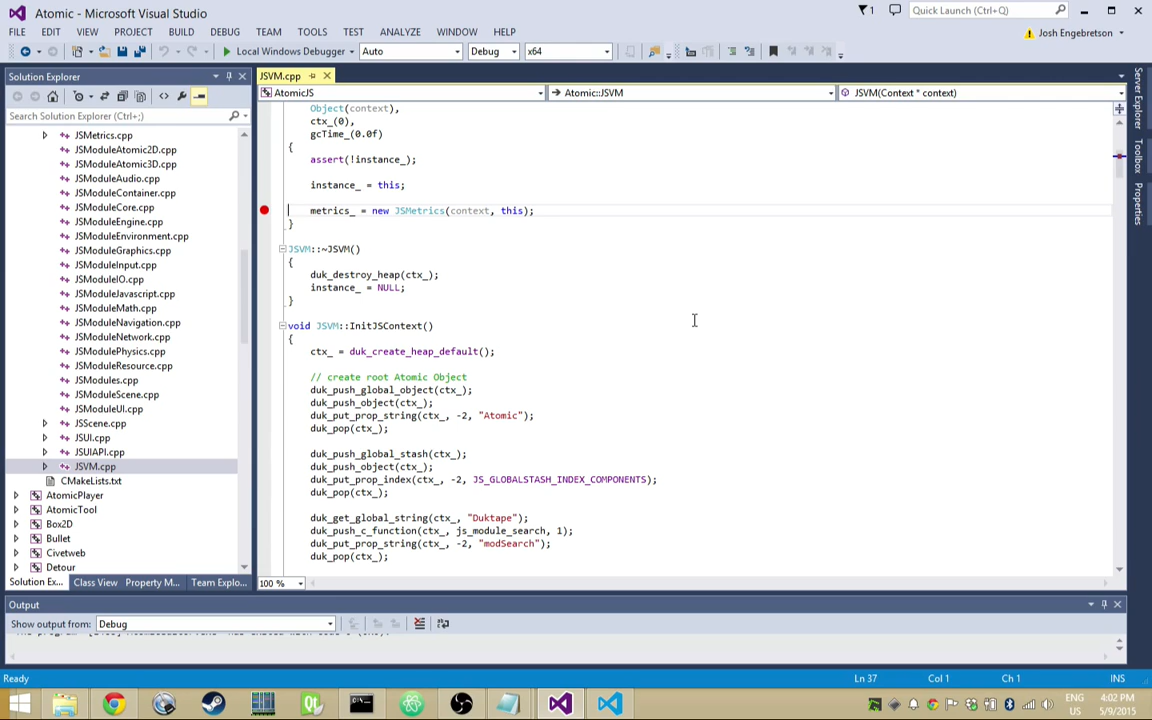 Atomic - Microsoft Visual Studio
1
Quick Launch (Ctrl+Q)
FILE EDIT VIEW PROJECT BUILD DEBUG TEAM TOOLS TEST ANALYZE WINDOW HELP
Josh Engebretson
Local Windows Debugger Auto Debug x64
Solution Explorer
Search Solution Explorer (Ctrl+;)
JSMetrics.cpp
JSModuleAtomic2D.cpp
JSModuleAtomic3D.cpp
JSModuleAudio.cpp
JSModuleContainer.cpp
JSModuleCore.cpp
JSModuleEngine.cpp
JSModuleEnvironment.cpp
JSModuleGraphics.cpp
JSModuleInput.cpp
JSModuleIO.cpp
JSModuleJavascript.cpp
JSModuleMath.cpp
JSModuleNavigation.cpp
JSModuleNetwork.cpp
JSModulePhysics.cpp
JSModuleResource.cpp
JSModules.cpp
JSModuleScene.cpp
JSModuleUI.cpp
JSScene.cpp
JSUI.cpp
JSUIAPI.cpp
JSVM.cpp
CMakeLists.txt
AtomicPlayer
AtomicTool
Box2D
Bullet
Civetweb
Detour
Solution Ex... Class View Property M... Team Explo...
JSVM.cpp
AtomicJS Atomic::JSVM JSVM(Context * context)
Object(context),
ctx_(0),
gcTime_(0.0f)
{
assert(!instance_);
instance_ = this;
metrics_ = new JSMetrics(context, this);
}
JSVM::~JSVM()
{
duk_destroy_heap(ctx_);
instance_ = NULL;
}
void JSVM::InitJSContext()
{
ctx_ = duk_create_heap_default();
// create root Atomic Object
duk_push_global_object(ctx_);
duk_push_object(ctx_);
duk_put_prop_string(ctx_, -2, "Atomic");
duk_pop(ctx_);
duk_push_global_stash(ctx_);
duk_push_object(ctx_);
duk_put_prop_index(ctx_, -2, JS_GLOBALSTASH_INDEX_COMPONENTS);
duk_pop(ctx_);
duk_get_global_string(ctx_, "Duktape");
duk_push_c_function(ctx_, js_module_search, 1);
duk_put_prop_string(ctx_, -2, "modSearch");
duk_pop(ctx_);
100 %
Server Explorer
Toolbox
Properties
Output
Show output from: Debug
Ready Ln 37 Col 1 Ch 1 INS
ENG
US
4:02 PM
5/9/2015